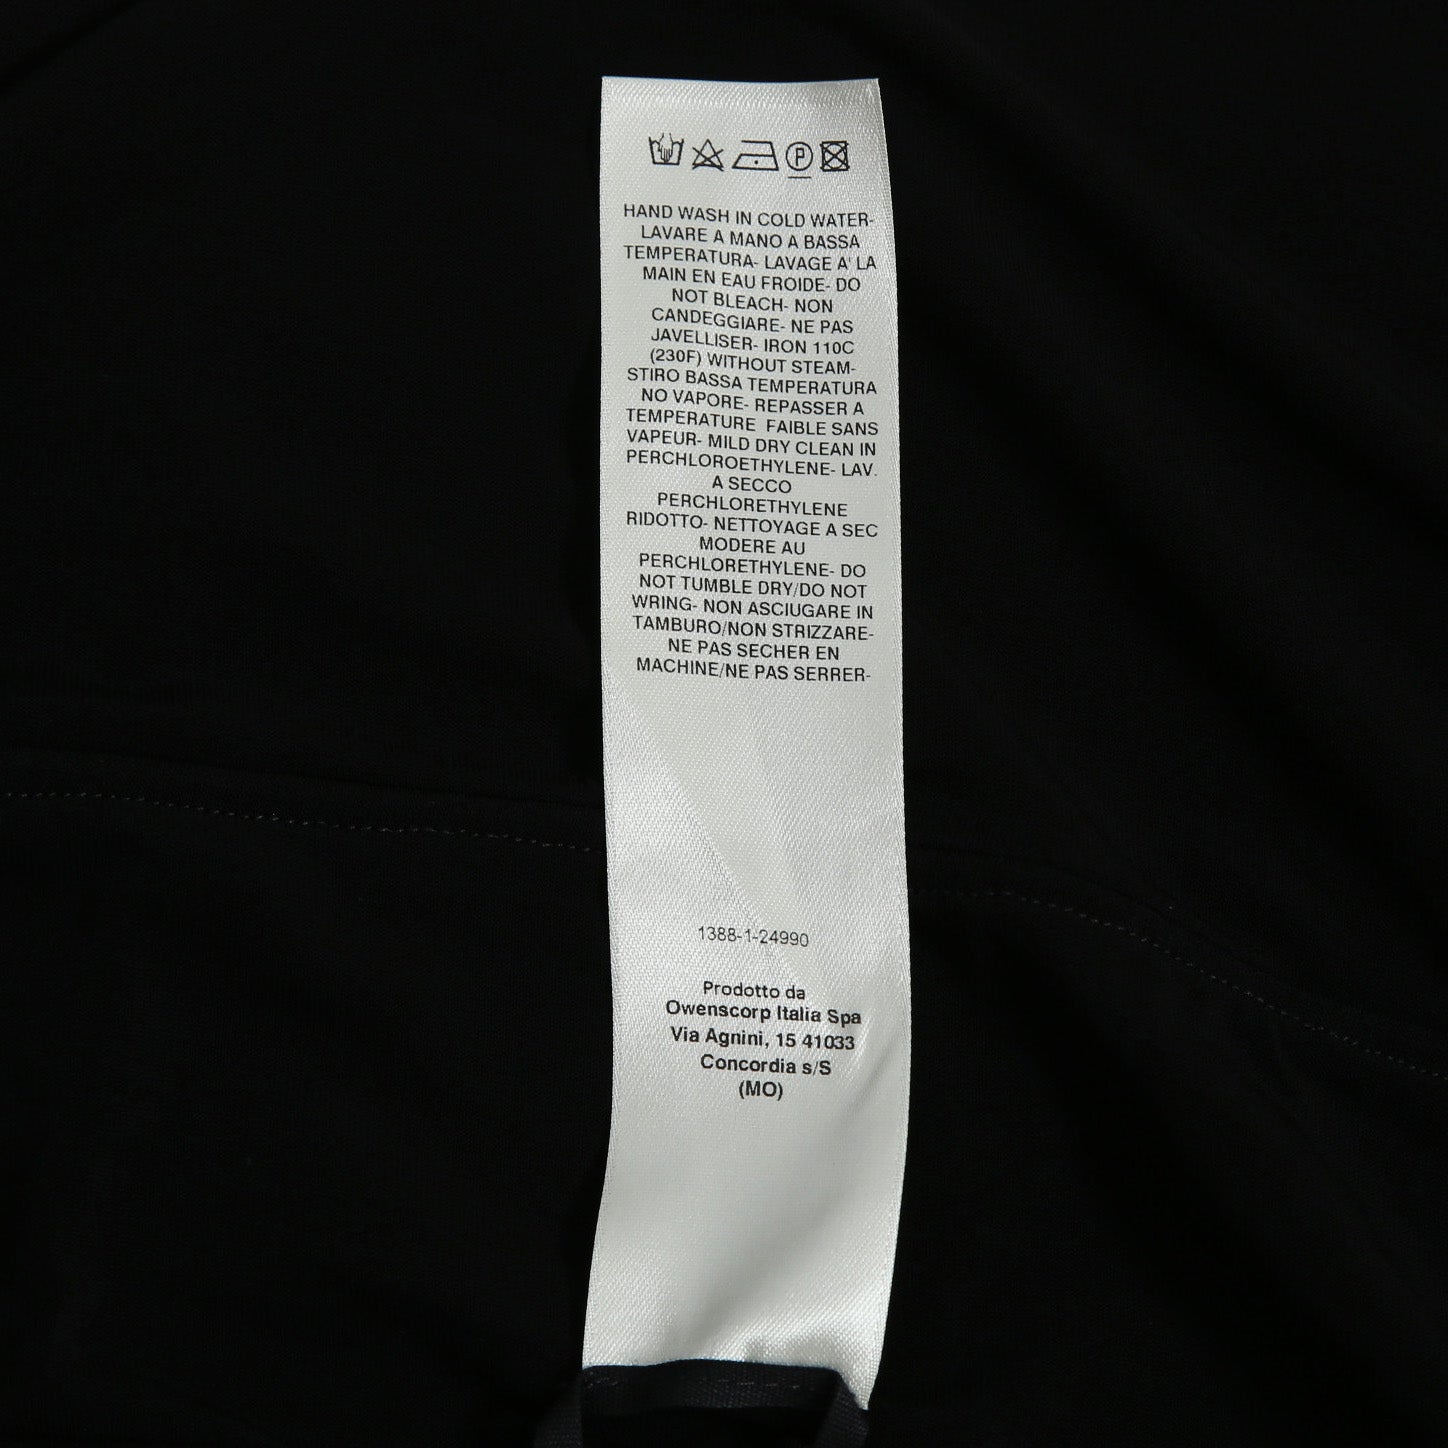 HAND WASH IN COLD WATER-
LAVARE A MANO A BASSA
TEMPERATURA- LAVAGE A' LA
MAIN EN EAU FROIDE- DO
NOT BLEACH- NON
CANDEGGIARE- NE PAS
JAVELLISER- IRON 110C
(230F) WITHOUT STEAM-
STIRO BASSA TEMPERATURA
NO VAPORE- REPASSER A
TEMPERATURE FAIBLE SANS
VAPEUR- MILD DRY CLEAN IN
PERCHLOROETHYLENE- LAV.
A SECCO
PERCHLORETHYLENE
RIDOTTO- NETTOYAGE A SEC
MODERE AU
PERCHLORETHYLENE- DO
NOT TUMBLE DRY/DO NOT
WRING- NON ASCIUGARE IN
TAMBURO/NON STRIZZARE-
NE PAS SECHER EN
MACHINE/NE PAS SERRER-
1388-1-24990
Prodotto da
Owenscorp Italia Spa
Via Agnini, 15 41033
Concordia s/S
(MO)